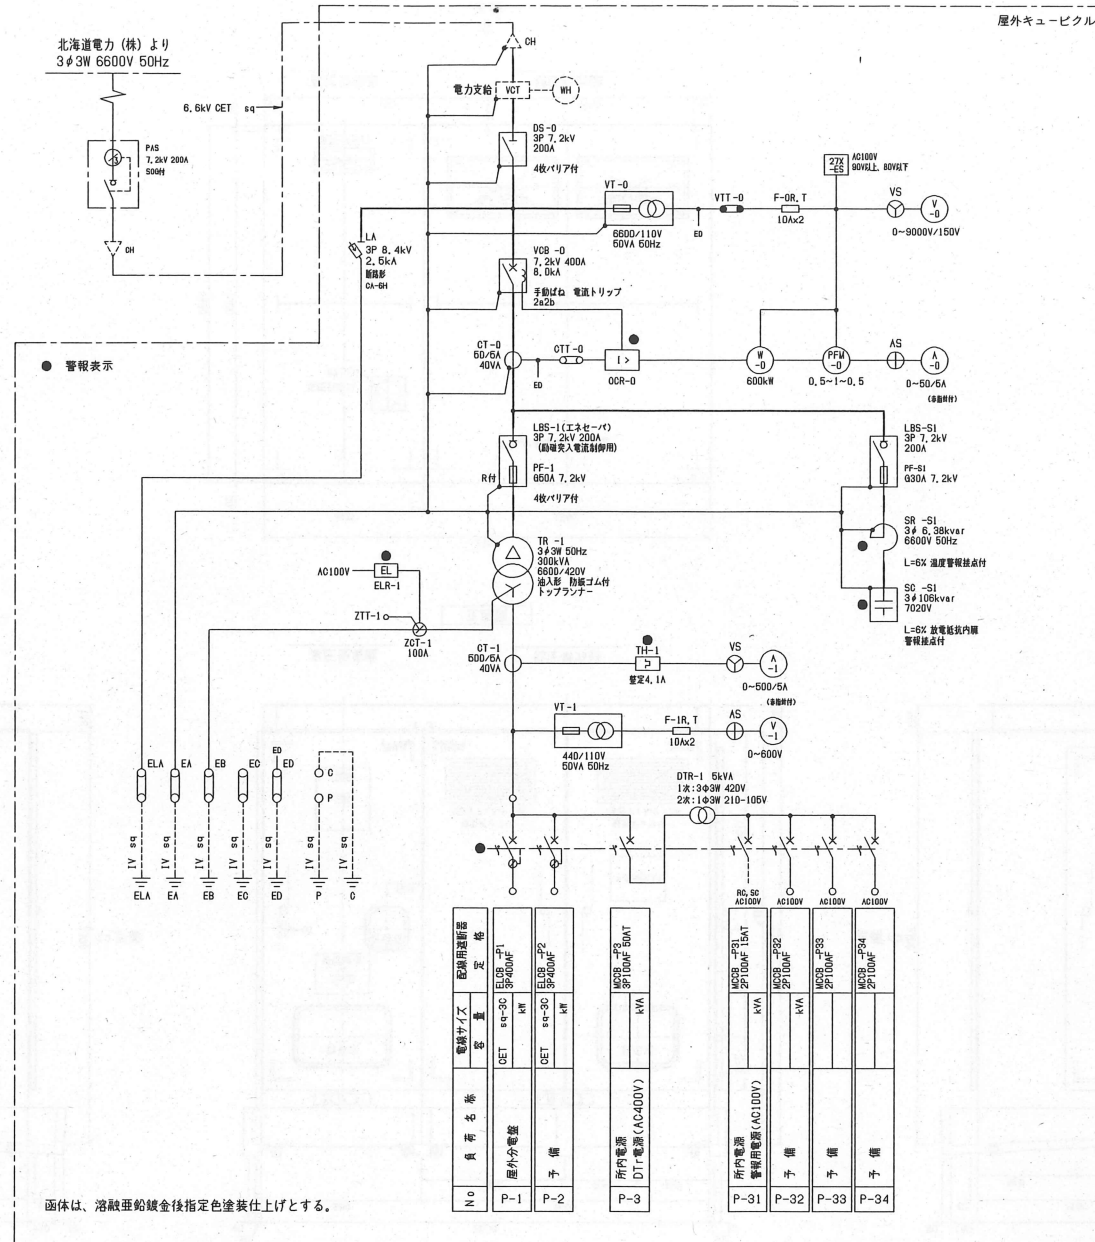 屋外キュービクル
北海道電力（株）より
3φ3W 6600V 50Hz
6.6kV CET sq
PAS
7.2kV 200A
SOG付
CH
CH
電力支給
VCT
WH
DS-0
3P 7.2kV
200A
4枚バリア付
VT-0
6600/110V
50VA 50Hz
ED
VTT-0
F-0R,T
10Ax2
27X
-ES
AC100V
90V以上、80V以下
VS
V
-0
0~9000V/150V
LA
3P 8.4kV
2.5kA
断路形
CA-6H
VCB -0
7.2kV 400A
8.0kA
手動ばね 電流トリップ
2a2b
● 警報表示
CT-0
50/5A
40VA
ED
CTT-0
I >
OCR-0
W
-0
600kW
PFM
-0
0.5~1~0.5
AS
A
-0
0~50/5A
(赤指針付)
LBS-1(エネセーバ)
3P 7.2kV 200A
(励磁突入電流制御用)
R付
PF-1
G50A 7.2kV
4枚バリア付
LBS-S1
3P 7.2kV
200A
PF-S1
G30A 7.2kV
SR -S1
3φ 6.38kvar
6600V 50Hz
L=6% 温度警報接点付
SC -S1
3φ106kvar
7020V
L=6% 放電抵抗内蔵
警報接点付
TR -1
3φ3W 50Hz
300kVA
6600/420V
油入形 防振ゴム付
トップランナー
AC100V
EL
ELR-1
ZTT-1
ZCT-1
100A
CT-1
500/5A
40VA
TH-1
整定4.1A
VS
A
-1
0~500/5A
(赤指針付)
VT-1
440/110V
50VA 50Hz
F-1R,T
10Ax2
AS
V
-1
0~600V
DTR-1 5kVA
1次:3φ3W 420V
2次:1φ3W 210-105V
ELA
EA
EB
EC
ED
ED
C
P
IV sq
IV sq
IV sq
IV sq
IV sq
IV sq
IV sq
ELA
EA
EB
EC
ED
P
C
RC,SC
AC100V
AC100V
AC100V
AC100V
配線用遮断器
定格
ELCB -P1
3P400AF
ELCB -P2
3P400AF
MCCB -P3
3P100AF 50AT
MCCB -P31
2P100AF 15AT
MCCB -P32
2P100AF
MCCB -P33
2P100AF
MCCB -P34
2P100AF
電線サイズ
容量
CET sq-3C
kW
CET sq-3C
kW
kVA
kVA
kVA
負荷名称
屋外分電盤
予備
所内電源
DTr電源(AC400V)
所内電源
警報用電源(AC100V)
予備
予備
予備
No
P-1
P-2
P-3
P-31
P-32
P-33
P-34
函体は、溶融亜鉛鍍金後指定色塗装仕上げとする。